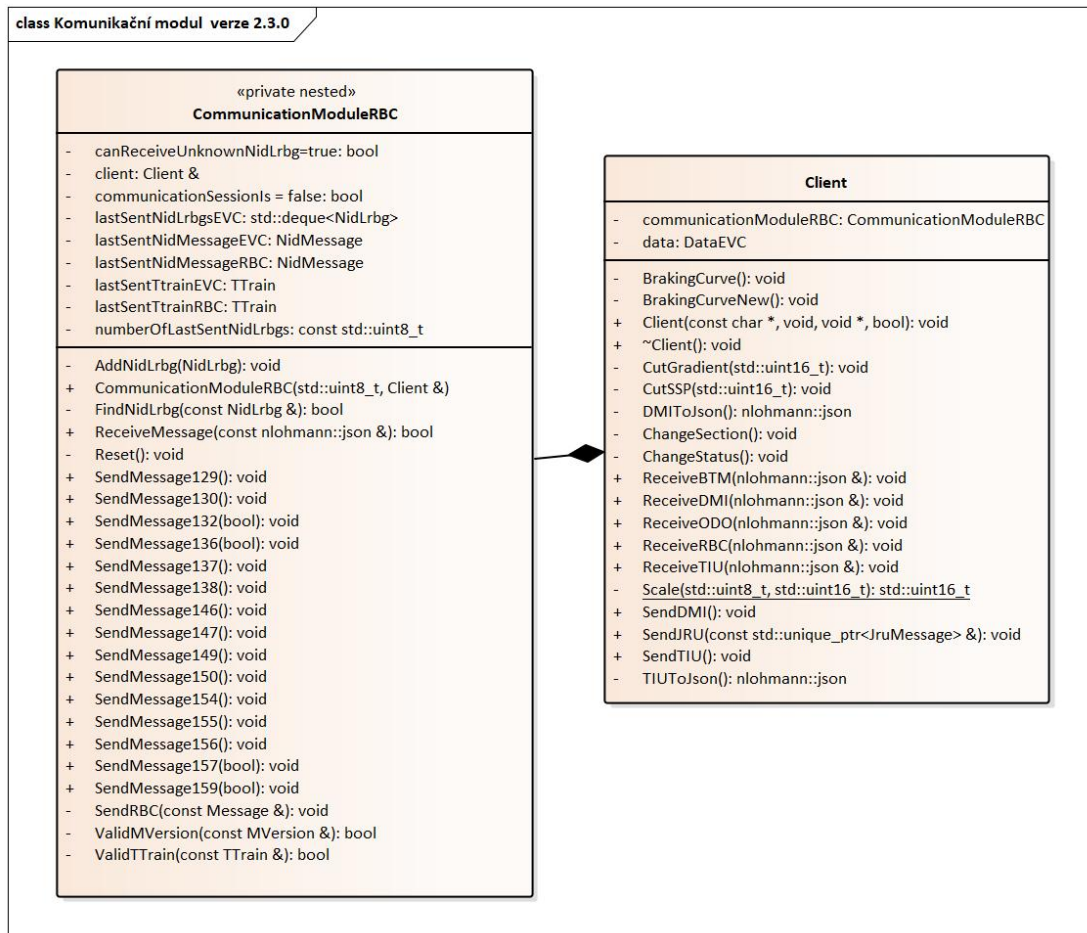 class Komunikační modul verze 2.3.0
«private nested»
CommunicationModuleRBC
- canReceiveUnknownNidLrbg=true: bool
- client: Client &
- communicationSessionIs = false: bool
- lastSentNidLrbgsEVC: std::deque<NidLrbg>
- lastSentNidMessageEVC: NidMessage
- lastSentNidMessageRBC: NidMessage
- lastSentTtrainEVC: TTrain
- lastSentTtrainRBC: TTrain
- numberOfLastSentNidLrbgs: const std::uint8_t
- AddNidLrbg(NidLrbg): void
+ CommunicationModuleRBC(std::uint8_t, Client &)
- FindNidLrbg(const NidLrbg &): bool
+ ReceiveMessage(const nlohmann::json &): bool
- Reset(): void
+ SendMessage129(): void
+ SendMessage130(): void
+ SendMessage132(bool): void
+ SendMessage136(bool): void
+ SendMessage137(): void
+ SendMessage138(): void
+ SendMessage146(): void
+ SendMessage147(): void
+ SendMessage149(): void
+ SendMessage150(): void
+ SendMessage154(): void
+ SendMessage155(): void
+ SendMessage156(): void
+ SendMessage157(bool): void
+ SendMessage159(bool): void
- SendRBC(const Message &): void
- ValidMVersion(const MVersion &): bool
- ValidTTrain(const TTrain &): bool
Client
- communicationModuleRBC: CommunicationModuleRBC
- data: DataEVC
- BrakingCurve(): void
- BrakingCurveNew(): void
+ Client(const char *, void, void *, bool): void
+ ~Client(): void
- CutGradient(std::uint16_t): void
- CutSSP(std::uint16_t): void
- DMIToJson(): nlohmann::json
- ChangeSection(): void
- ChangeStatus(): void
+ ReceiveBTM(nlohmann::json &): void
+ ReceiveDMI(nlohmann::json &): void
+ ReceiveODO(nlohmann::json &): void
+ ReceiveRBC(nlohmann::json &): void
+ ReceiveTIU(nlohmann::json &): void
- Scale(std::uint8_t, std::uint16_t): std::uint16_t
+ SendDMI(): void
+ SendJRU(const std::unique_ptr<JruMessage> &): void
+ SendTIU(): void
- TIUToJson(): nlohmann::json